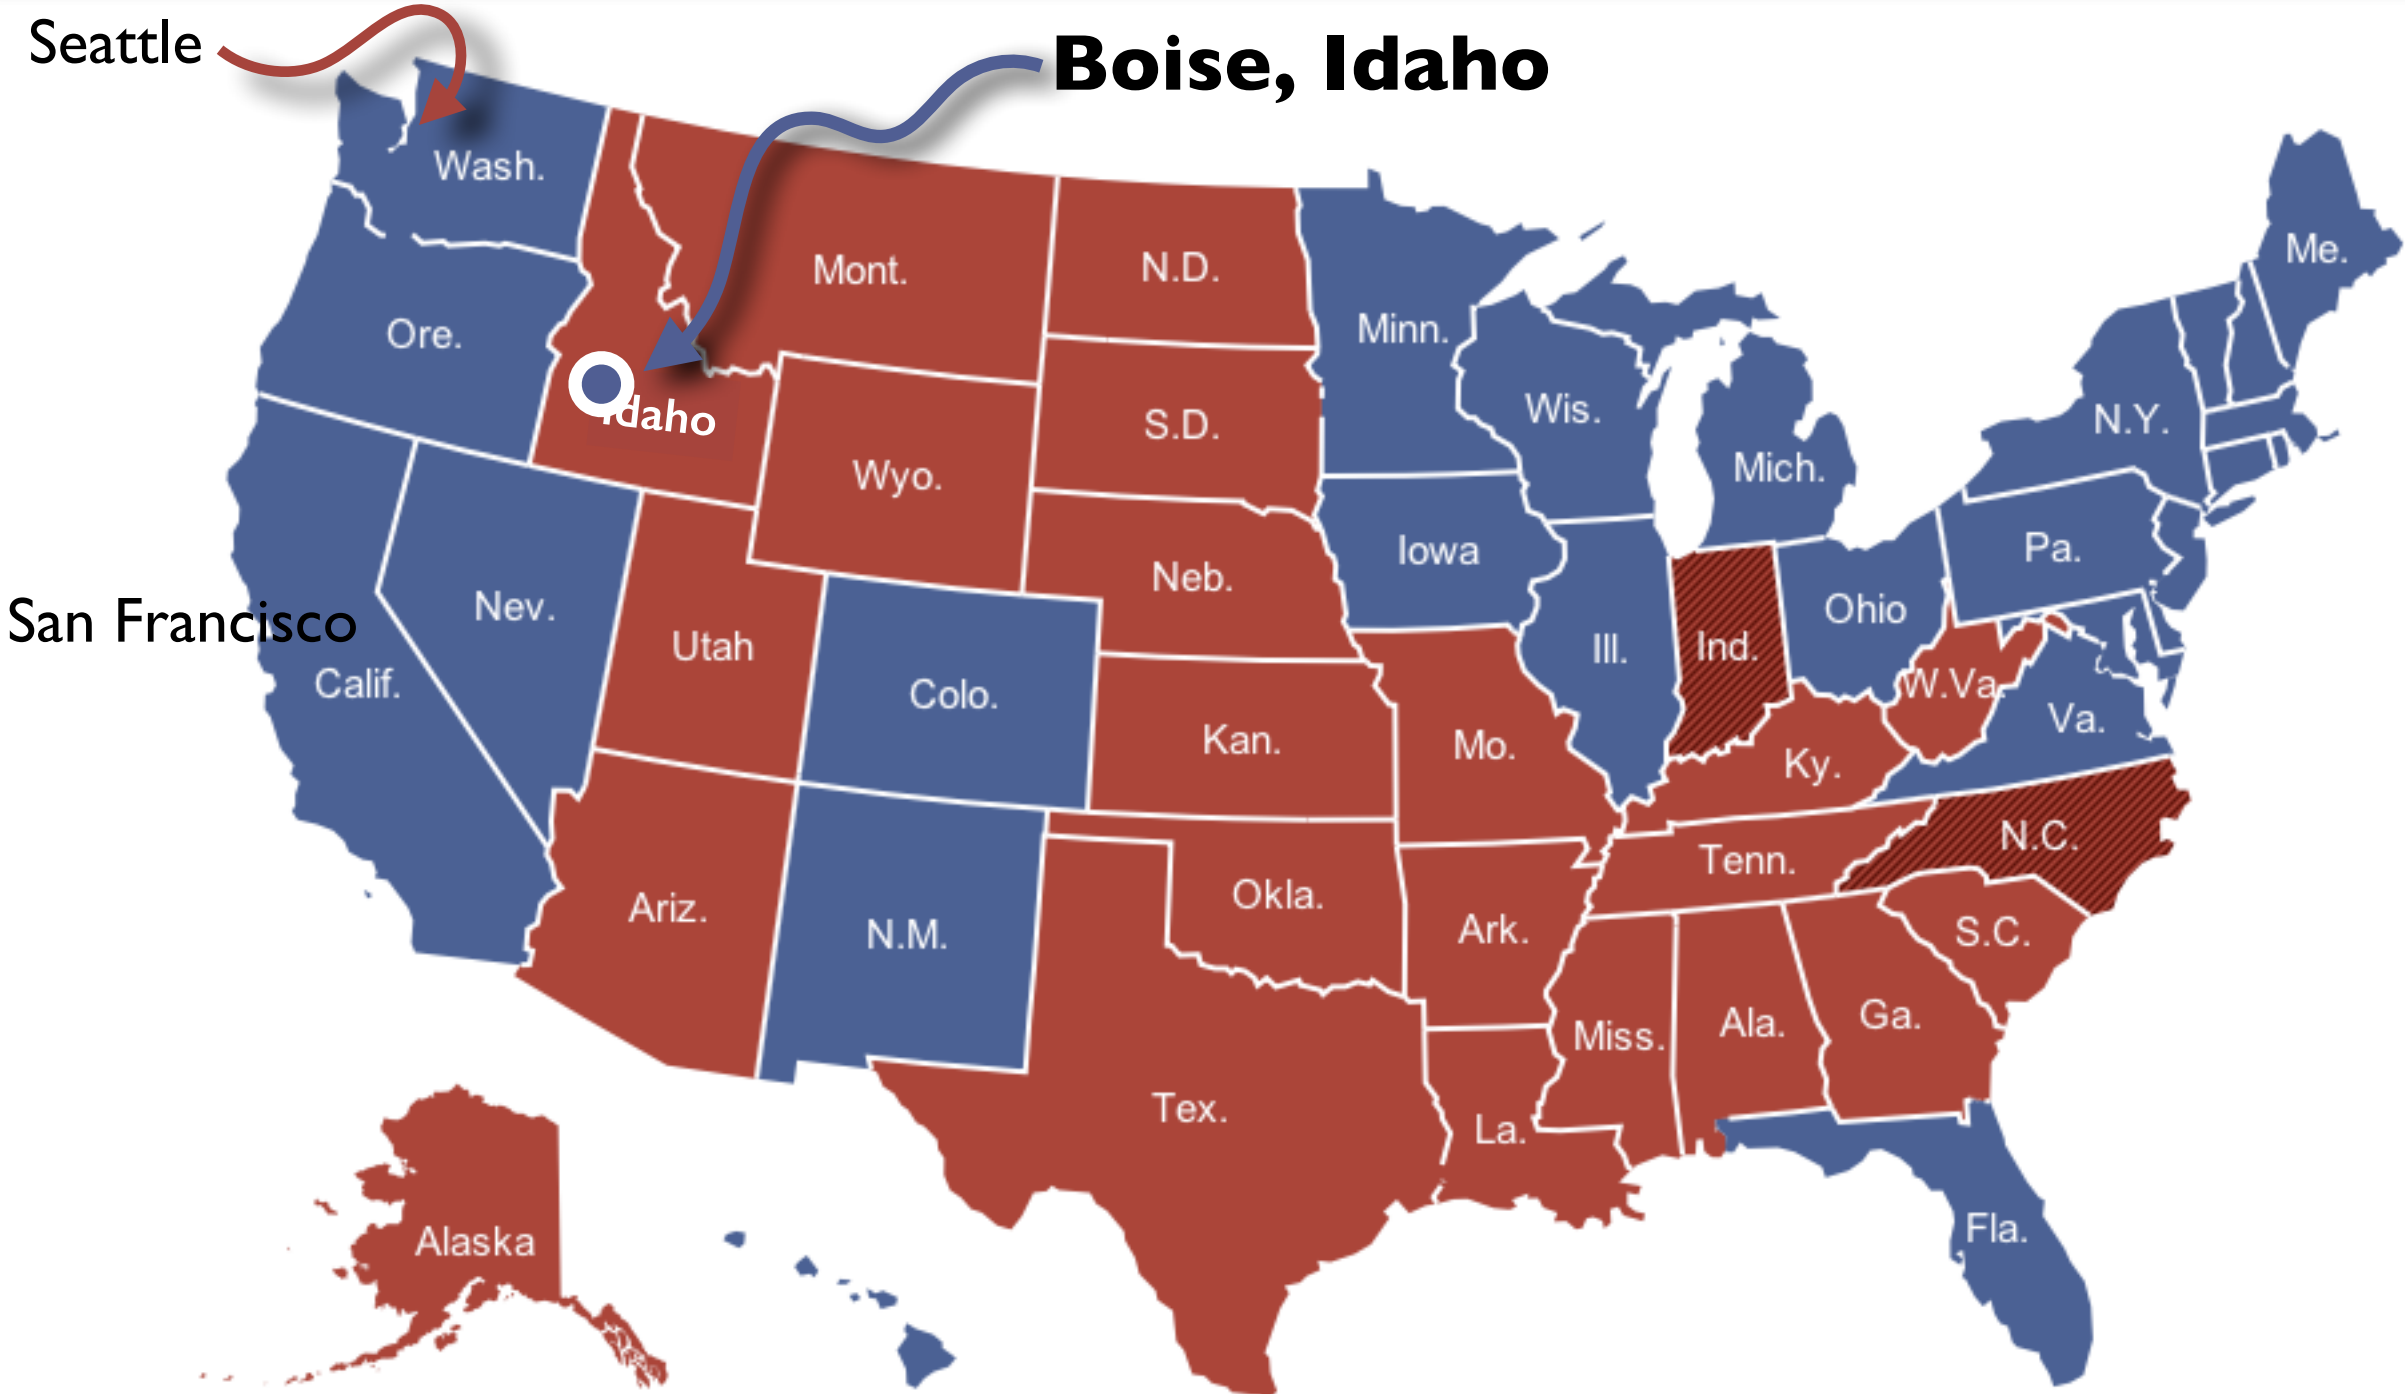 Seattle
Boise, Idaho
Wash.
Mont.
N.D.
Minn.
Me.
Ore.
Idaho
S.D.
Wis.
Mich.
N.Y.
Wyo.
Iowa
Neb.
Pa.
San Francisco
Nev.
Utah
Ill.
Ind.
Ohio
Calif.
Colo.
W.Va.
Va.
Kan.
Mo.
Ky.
N.C.
Tenn.
Ariz.
N.M.
Okla.
Ark.
S.C.
Miss.
Ala.
Ga.
Tex.
La.
Alaska
Fla.